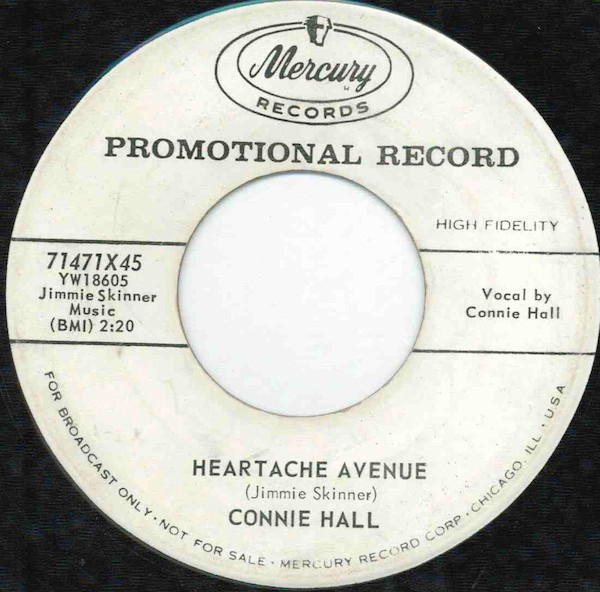 Mercury
RECORDS
PROMOTIONAL RECORD
HIGH FIDELITY
71471X45
YW18605
Jimmie Skinner
Music
(BMI) 2:20
Vocal by
Connie Hall
HEARTACHE AVENUE
(Jimmie Skinner)
CONNIE HALL
FOR BROADCAST ONLY · NOT FOR SALE · MERCURY RECORD CORP · CHICAGO ILL · USA